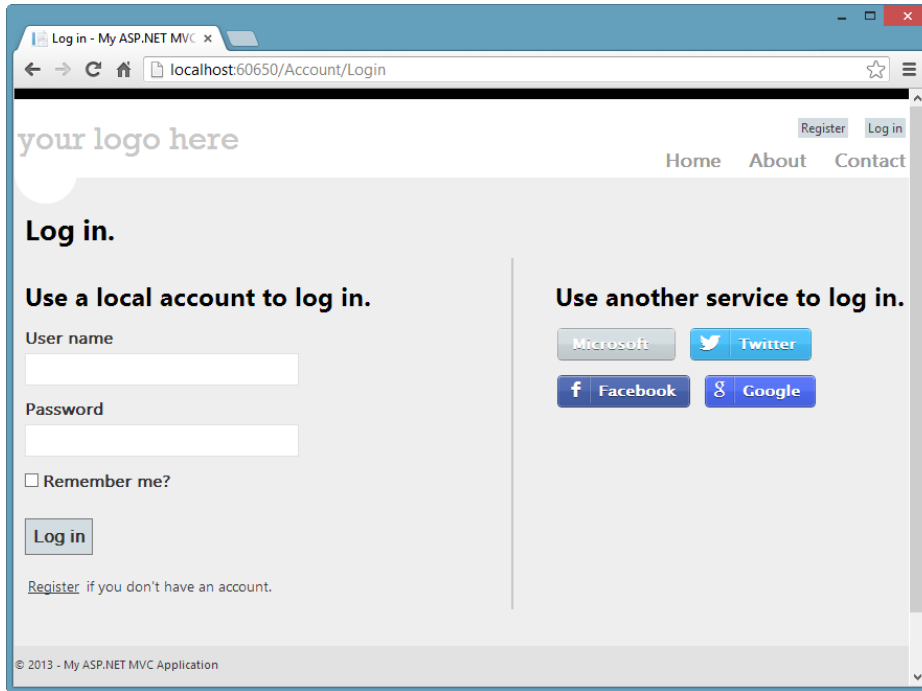 Log in - My ASP.NET MVC
localhost:60650/Account/Login
your logo here
Register Log in
Home About Contact
Log in.
Use a local account to log in.
User name
Password
Remember me?
Log in
Register if you don't have an account.
Use another service to log in.
Microsoft Twitter
f Facebook g Google
© 2013 - My ASP.NET MVC Application